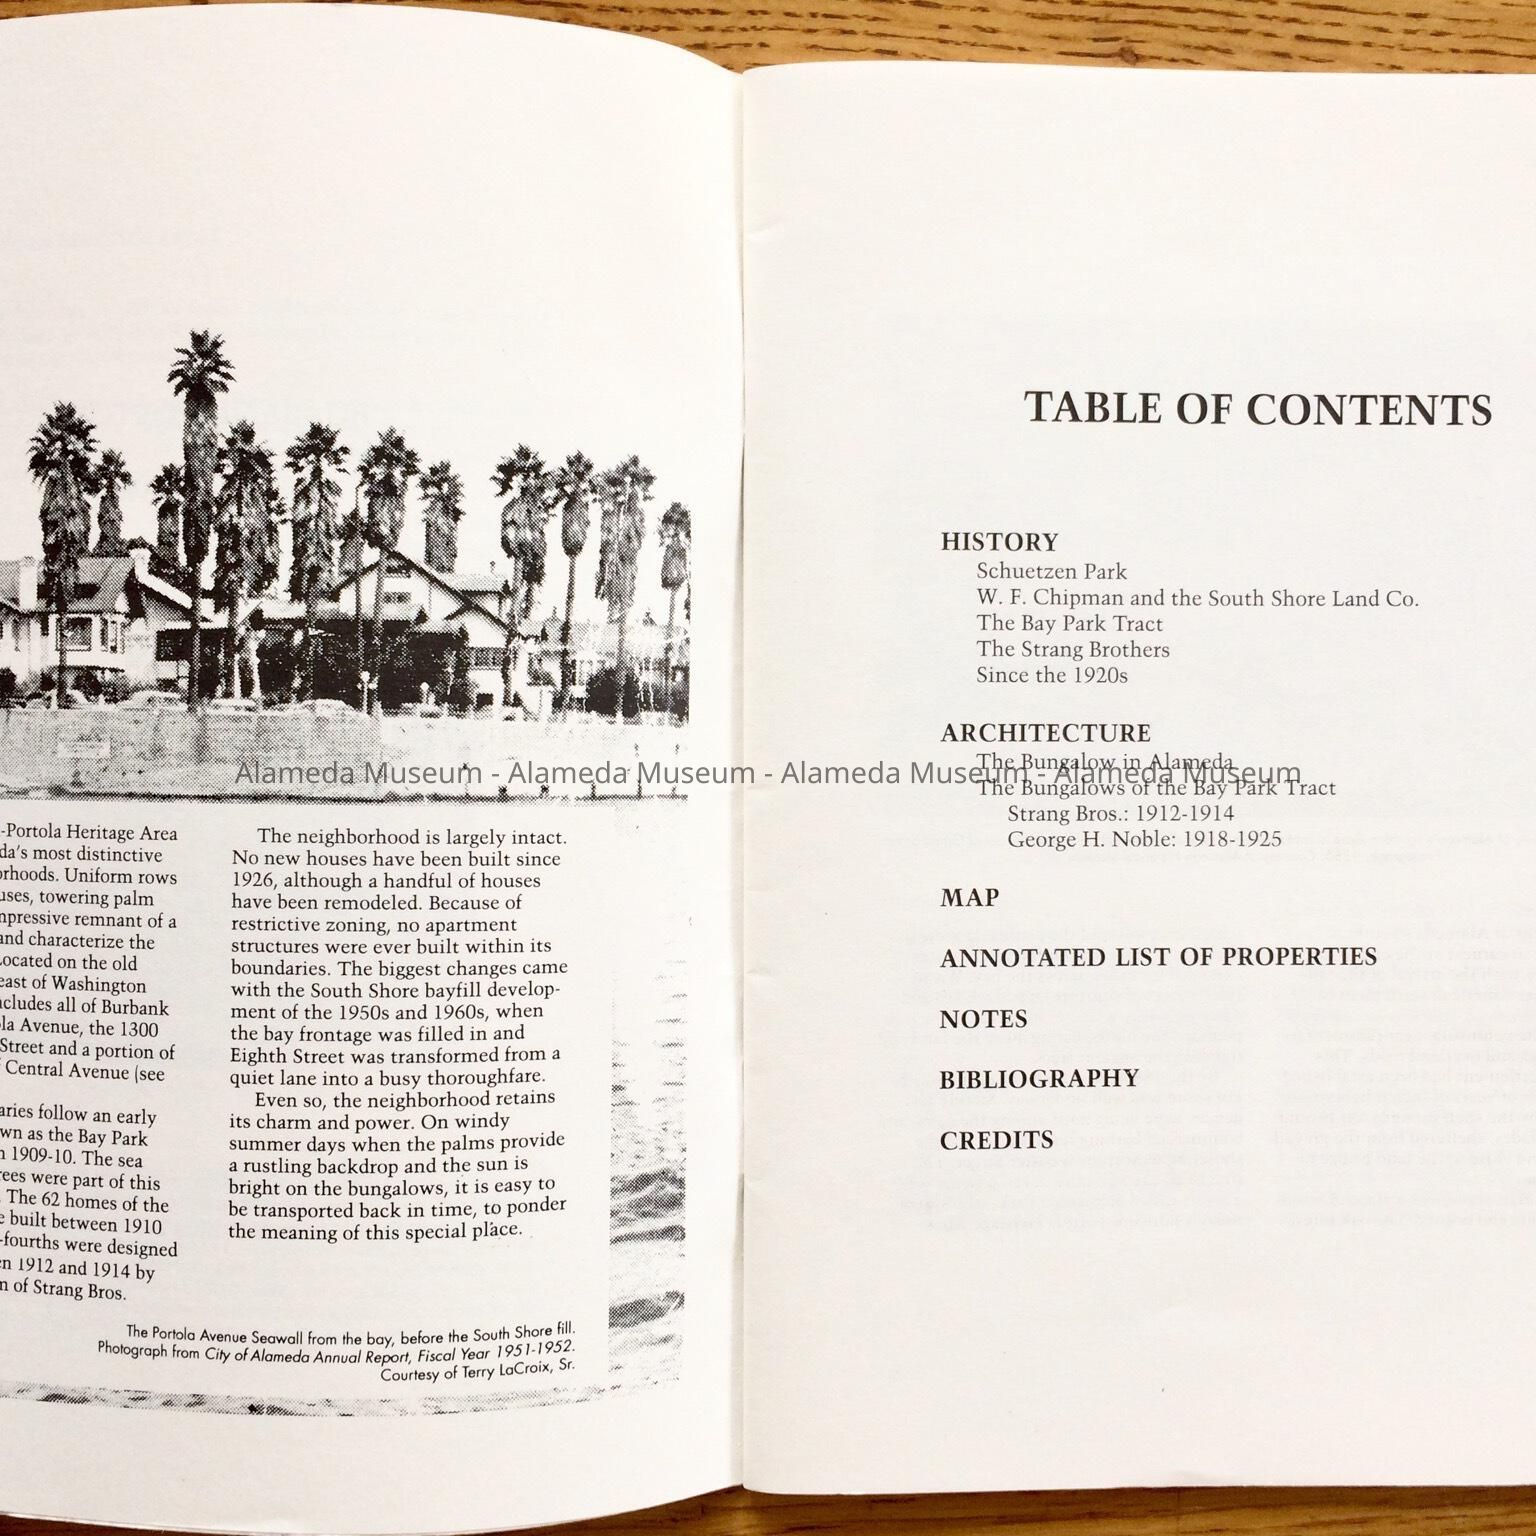 -Portola Heritage Area
da's most distinctive
orhoods. Uniform rows
uses, towering palm
mpressive remnant of a
and characterize the
Located on the old
east of Washington
ncludes all of Burbank
la Avenue, the 1300
Street and a portion of
f Central Avenue (see
aries follow an early
wn as the Bay Park
n 1909-10. The sea
rees were part of this
. The 62 homes of the
e built between 1910
-fourths were designed
en 1912 and 1914 by
n of Strang Bros.
The neighborhood is largely intact.
No new houses have been built since
1926, although a handful of houses
have been remodeled. Because of
restrictive zoning, no apartment
structures were ever built within its
boundaries. The biggest changes came
with the South Shore bayfill develop-
ment of the 1950s and 1960s, when
the bay frontage was filled in and
Eighth Street was transformed from a
quiet lane into a busy thoroughfare.
Even so, the neighborhood retains
its charm and power. On windy
summer days when the palms provide
a rustling backdrop and the sun is
bright on the bungalows, it is easy to
be transported back in time, to ponder
the meaning of this special place.
The Portola Avenue Seawall from the bay, before the South Shore fill.
Photograph from City of Alameda Annual Report, Fiscal Year 1951-1952.
Courtesy of Terry LaCroix, Sr.
TABLE OF CONTENTS
HISTORY
Schuetzen Park
W. F. Chipman and the South Shore Land Co.
The Bay Park Tract
The Strang Brothers
Since the 1920s
ARCHITECTURE
The Bungalow in Alameda
The Bungalows of the Bay Park Tract
Strang Bros.: 1912-1914
George H. Noble: 1918-1925
MAP
ANNOTATED LIST OF PROPERTIES
NOTES
BIBLIOGRAPHY
CREDITS
Alameda Museum - Alameda Museum - Alameda Museum - Alameda Museum